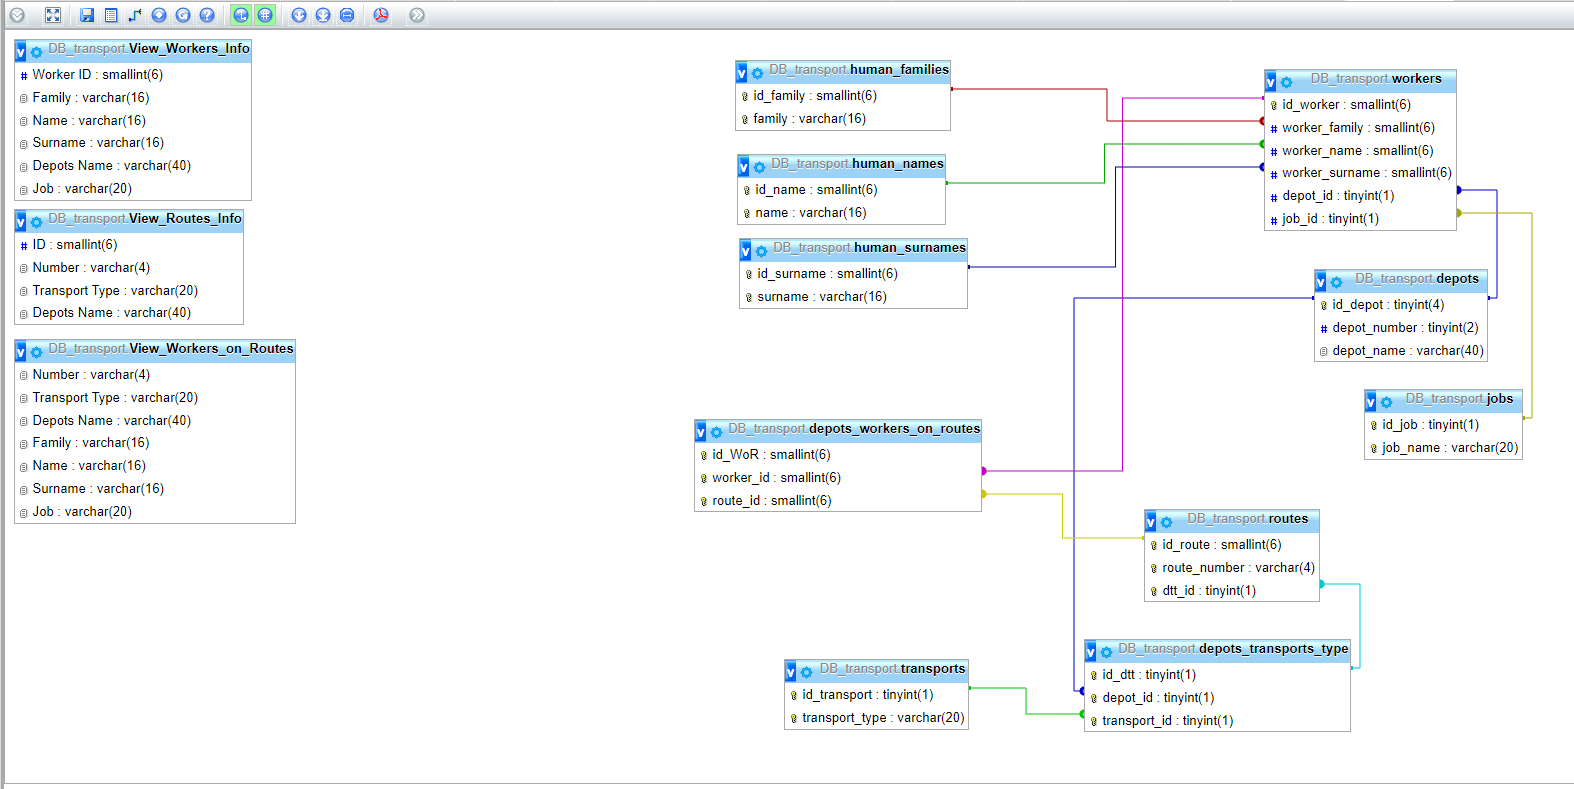 DB_transport.View_Workers_Info
# Worker ID : smallint(6)
Family : varchar(16)
Name : varchar(16)
Surname : varchar(16)
Depots Name : varchar(40)
Job : varchar(20)
DB_transport.View_Routes_Info
# ID : smallint(6)
Number : varchar(4)
Transport Type : varchar(20)
Depots Name : varchar(40)
DB_transport.View_Workers_on_Routes
Number : varchar(4)
Transport Type : varchar(20)
Depots Name : varchar(40)
Family : varchar(16)
Name : varchar(16)
Surname : varchar(16)
Job : varchar(20)
DB_transport.human_families
id_family : smallint(6)
family : varchar(16)
DB_transport.human_names
id_name : smallint(6)
name : varchar(16)
DB_transport.human_surnames
id_surname : smallint(6)
surname : varchar(16)
DB_transport.workers
id_worker : smallint(6)
# worker_family : smallint(6)
# worker_name : smallint(6)
# worker_surname : smallint(6)
# depot_id : tinyint(1)
# job_id : tinyint(1)
DB_transport.depots
id_depot : tinyint(4)
# depot_number : tinyint(2)
depot_name : varchar(40)
DB_transport.jobs
id_job : tinyint(1)
job_name : varchar(20)
DB_transport.depots_workers_on_routes
id_WoR : smallint(6)
worker_id : smallint(6)
route_id : smallint(6)
DB_transport.routes
id_route : smallint(6)
route_number : varchar(4)
dtt_id : tinyint(1)
DB_transport.transports
id_transport : tinyint(1)
transport_type : varchar(20)
DB_transport.depots_transports_type
id_dtt : tinyint(1)
depot_id : tinyint(1)
transport_id : tinyint(1)